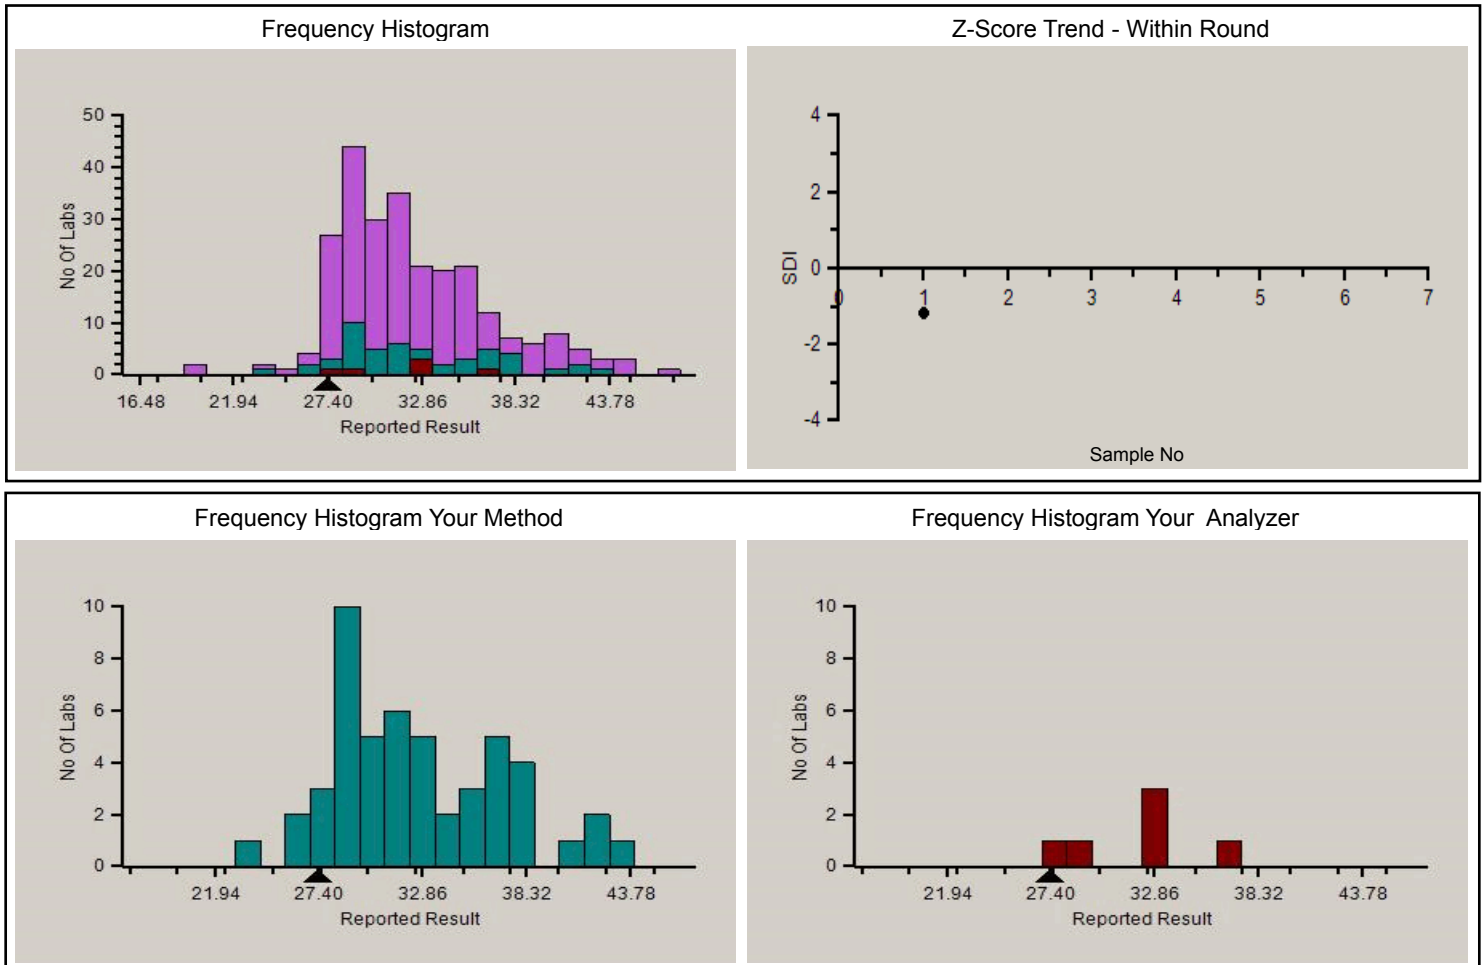 Frequency Histogram
50
40
30
20
10
0
No Of Labs
16.48 21.94 27.40 32.86 38.32 43.78
Reported Result
Z-Score Trend - Within Round
4
2
0
-2
-4
SDI
0 1 2 3 4 5 6 7
Sample No
Frequency Histogram Your Method
10
8
6
4
2
0
No Of Labs
21.94 27.40 32.86 38.32 43.78
Reported Result
Frequency Histogram Your Analyzer
10
8
6
4
2
0
No Of Labs
21.94 27.40 32.86 38.32 43.78
Reported Result